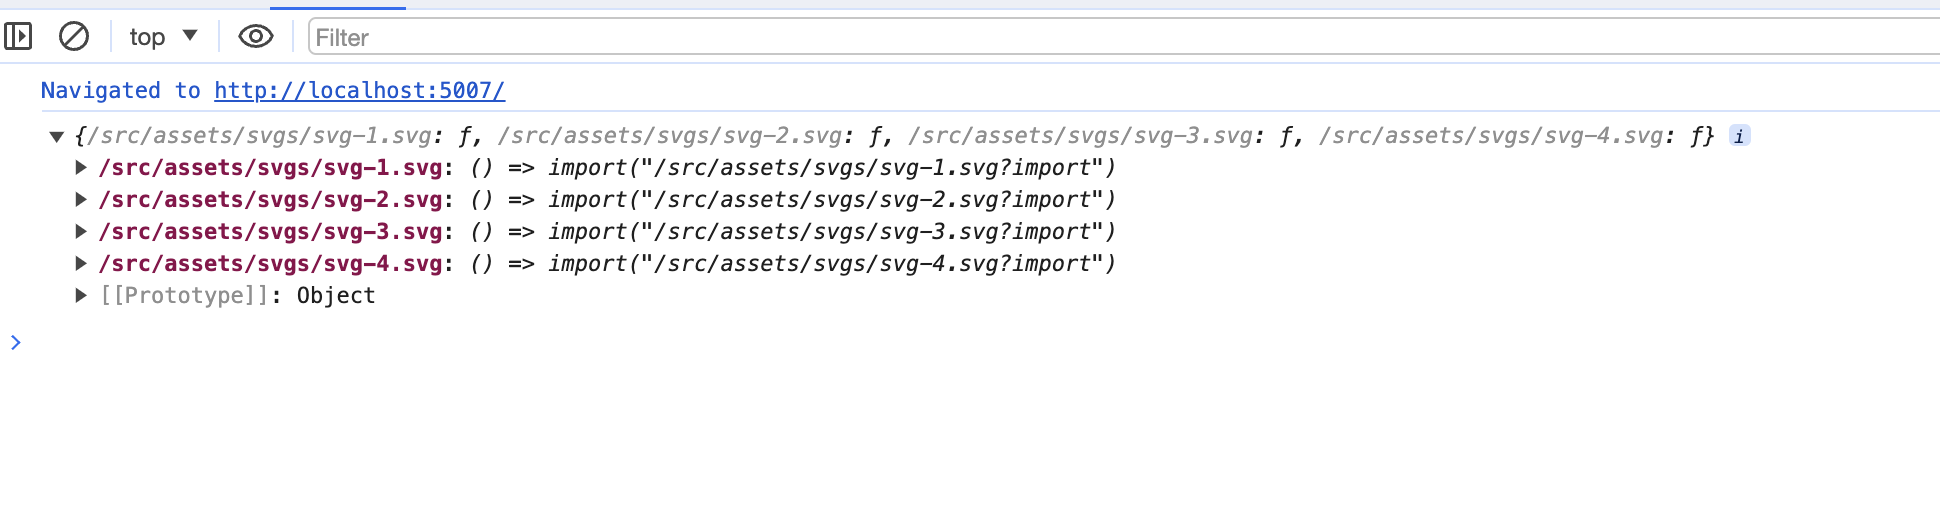 top ▼ Filter
Navigated to http://localhost:5007/
▼ {/src/assets/svgs/svg-1.svg: ƒ, /src/assets/svgs/svg-2.svg: ƒ, /src/assets/svgs/svg-3.svg: ƒ, /src/assets/svgs/svg-4.svg: ƒ} i
▶ /src/assets/svgs/svg-1.svg: () => import("/src/assets/svgs/svg-1.svg?import")
▶ /src/assets/svgs/svg-2.svg: () => import("/src/assets/svgs/svg-2.svg?import")
▶ /src/assets/svgs/svg-3.svg: () => import("/src/assets/svgs/svg-3.svg?import")
▶ /src/assets/svgs/svg-4.svg: () => import("/src/assets/svgs/svg-4.svg?import")
▶ [[Prototype]]: Object
>